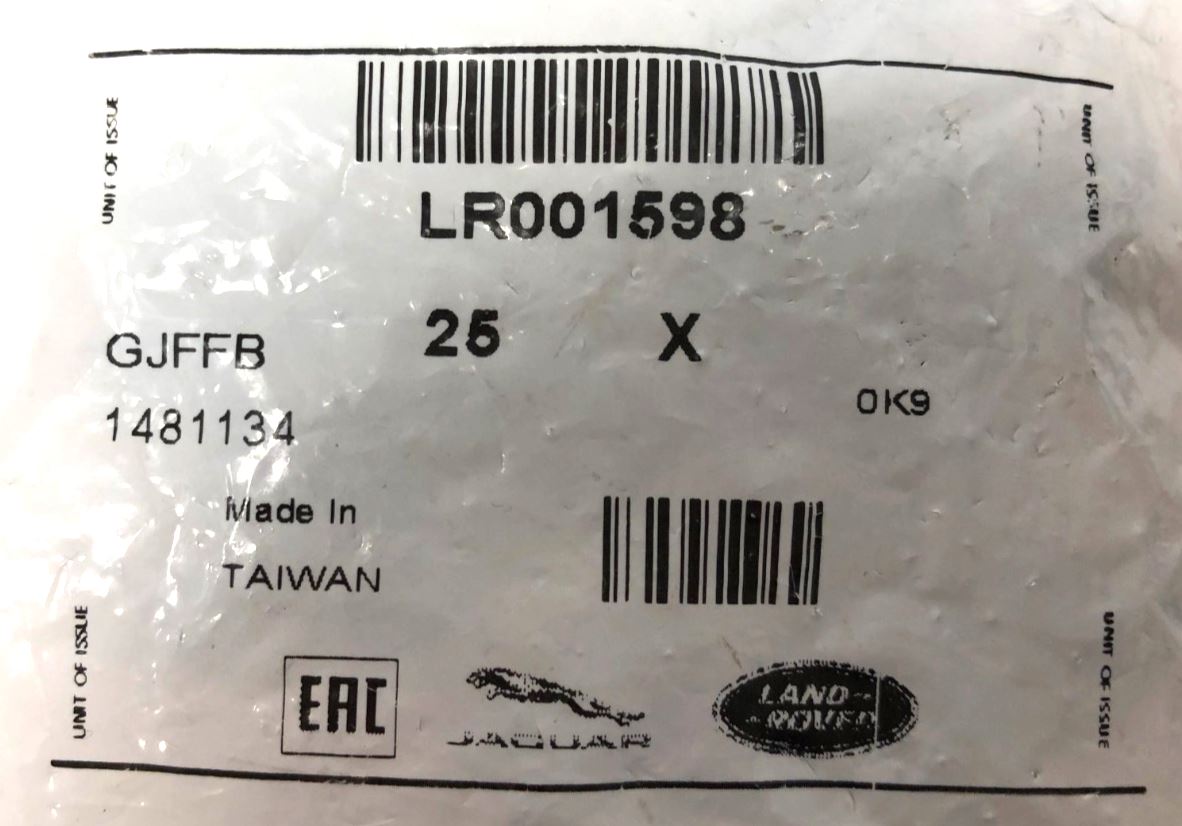 UNIT OF ISSUE
UNIT OF ISSUE
LR001598
25 X
GJFFB
0K9
1481134
Made In
TAIWAN
UNIT OF ISSUE
UNIT OF ISSUE
EAC
JAGUAR
LAND
ROVER